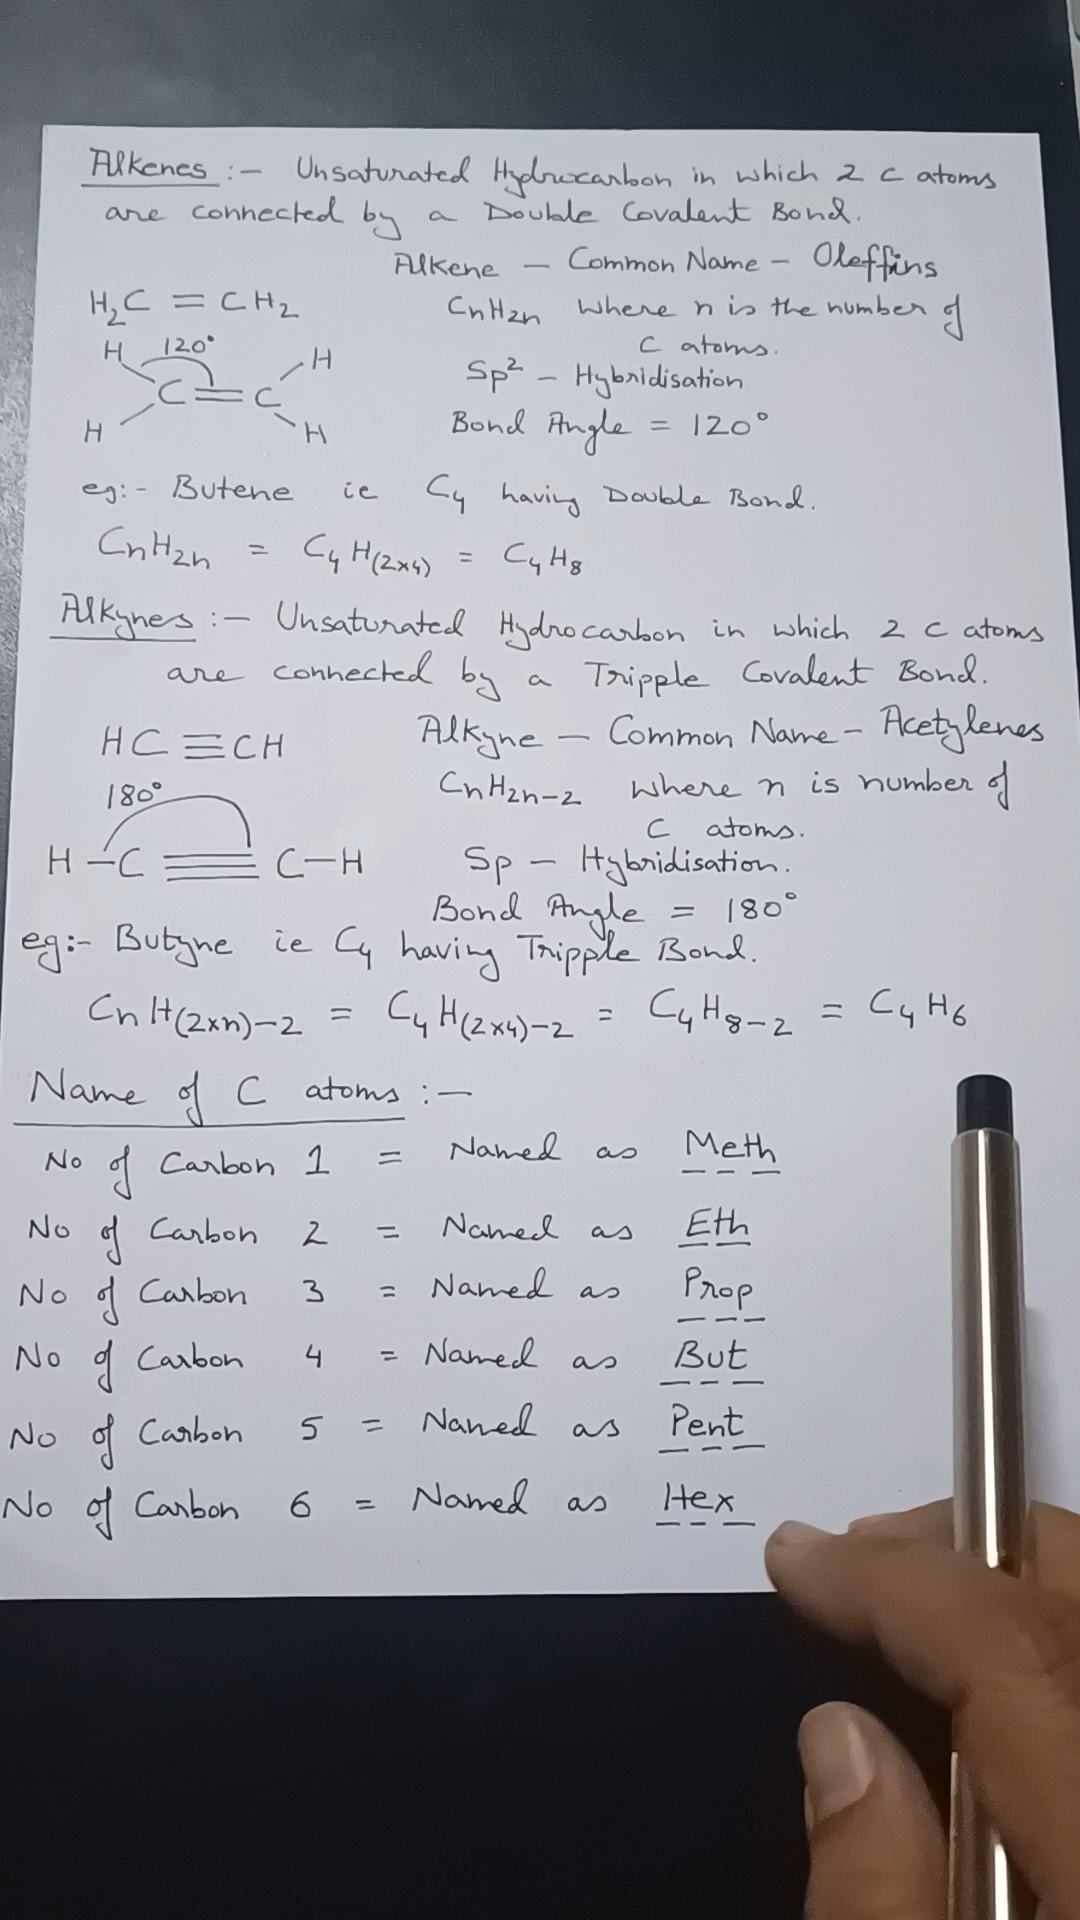 Alkenes :- Unsaturated Hydrocarbon in which 2 C atoms
are connected by a Double Covalent Bond.
Alkene - Common Name - Oleffins
H₂C = CH₂
CnH2n where n is the number of
C atoms.
H 120° H
C = C
H H
Sp² - Hybridisation
Bond Angle = 120°
eg:- Butene ie C₄ having Double Bond.
CnH2n = C₄H(2x4) = C₄H₈
Alkynes :- Unsaturated Hydrocarbon in which 2 C atoms
are connected by a Tripple Covalent Bond.
HC ≡ CH
Alkyne - Common Name - Acetylenes
180°
CnH2n-2 where n is number of
C atoms.
H - C ≡ C - H
Sp - Hybridisation.
Bond Angle = 180°
eg:- Butyne ie C₄ having Tripple Bond.
CnH(2xn)-2 = C₄H(2x4)-2 = C₄H8-2 = C₄H₆
Name of C atoms :-
No of Carbon 1 = Named as Meth
No of Carbon 2 = Named as Eth
No of Carbon 3 = Named as Prop
No of Carbon 4 = Named as But
No of Carbon 5 = Named as Pent
No of Carbon 6 = Named as Hex